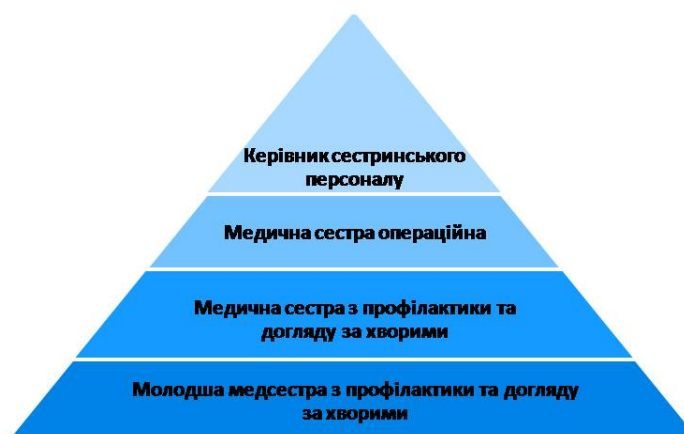 Керівник сестринського
персоналу
Медична сестра операційна
Медична сестра з профілактики та
догляду за хворими
Молодша медсестра з профілактики та догляду
за хворими